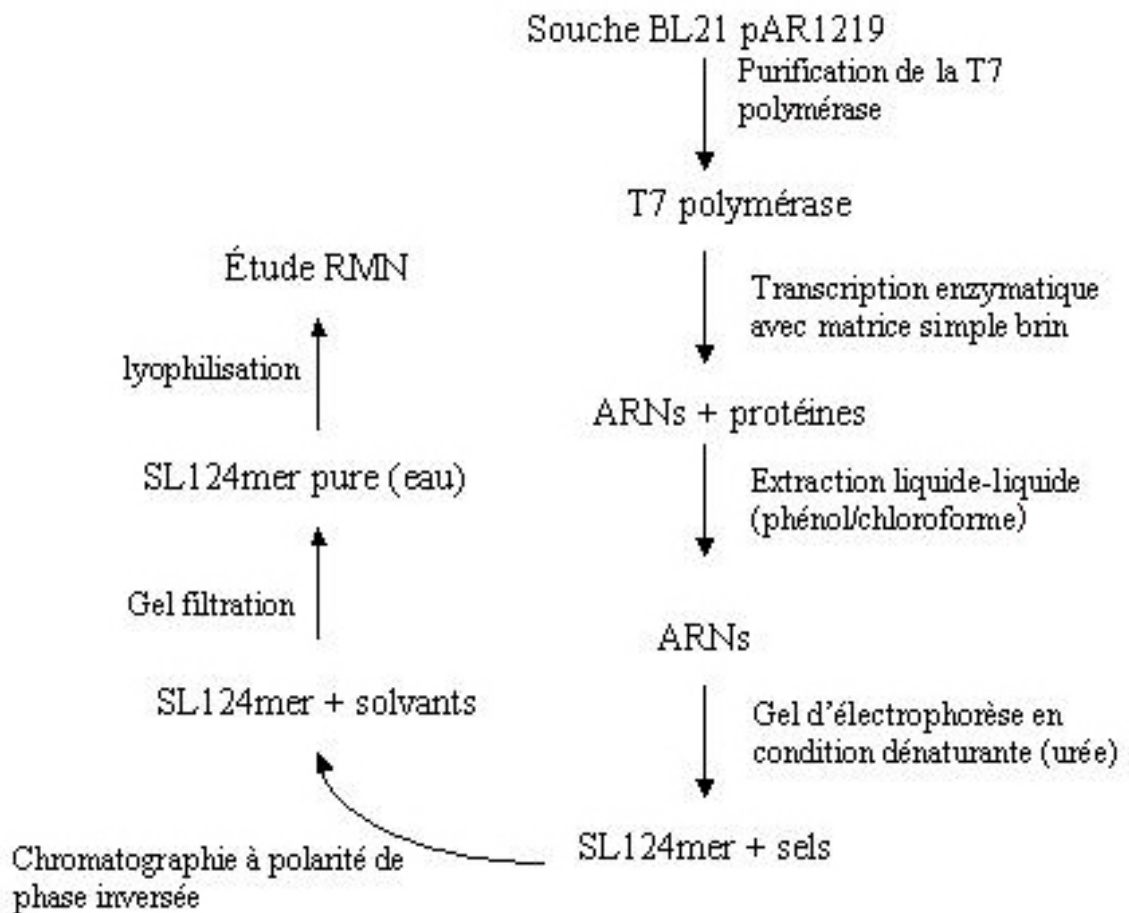 Souche BL21 pAR1219
Purification de la T7
polymérase
T7 polymérase
Transcription enzymatique
avec matrice simple brin
ARNs + protéines
Extraction liquide-liquide
(phénol/chloroforme)
ARNs
Gel d'électrophorèse en
condition dénaturante (urée)
SL124mer + sels
Chromatographie à polarité de
phase inversée
SL124mer + solvants
Gel filtration
SL124mer pure (eau)
lyophilisation
Étude RMN